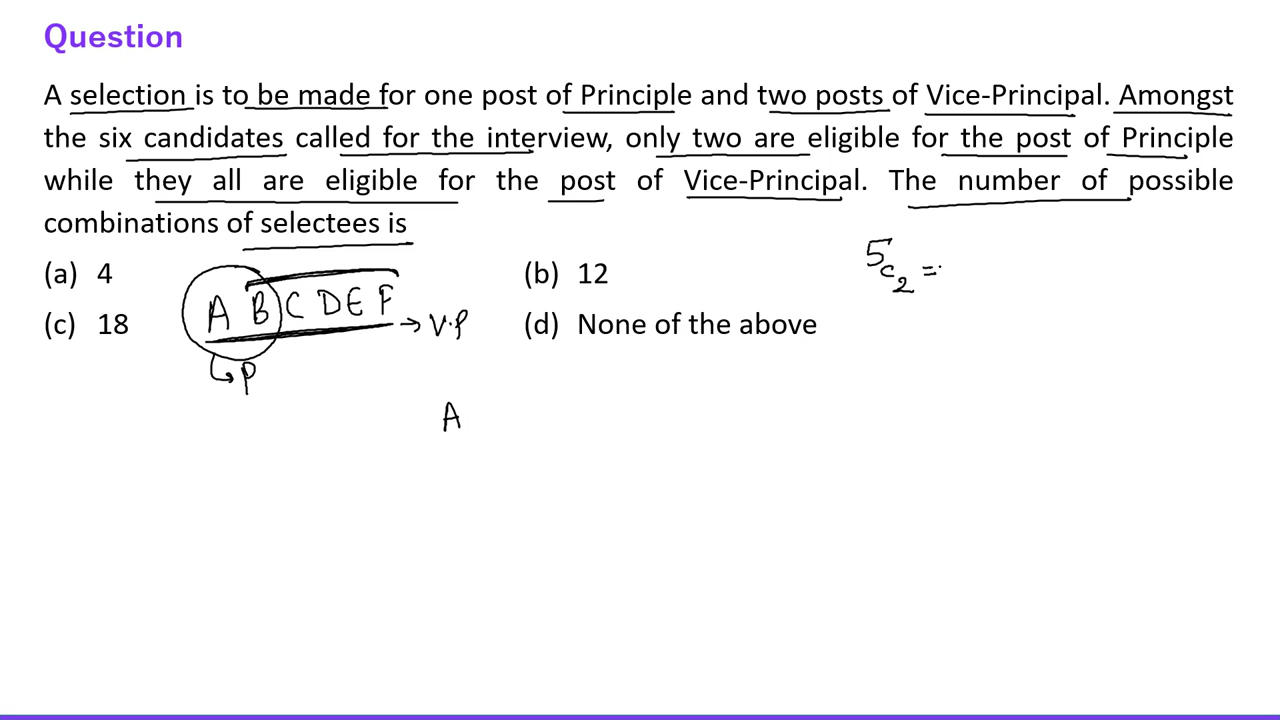 Question
A selection is to be made for one post of Principle and two posts of Vice-Principal. Amongst
the six candidates called for the interview, only two are eligible for the post of Principle
while they all are eligible for the post of Vice-Principal. The number of possible
combinations of selectees is
(a) 4
(b) 12
(c) 18
(d) None of the above
A B C D E F → V.P
↳ P
A
5C2 =